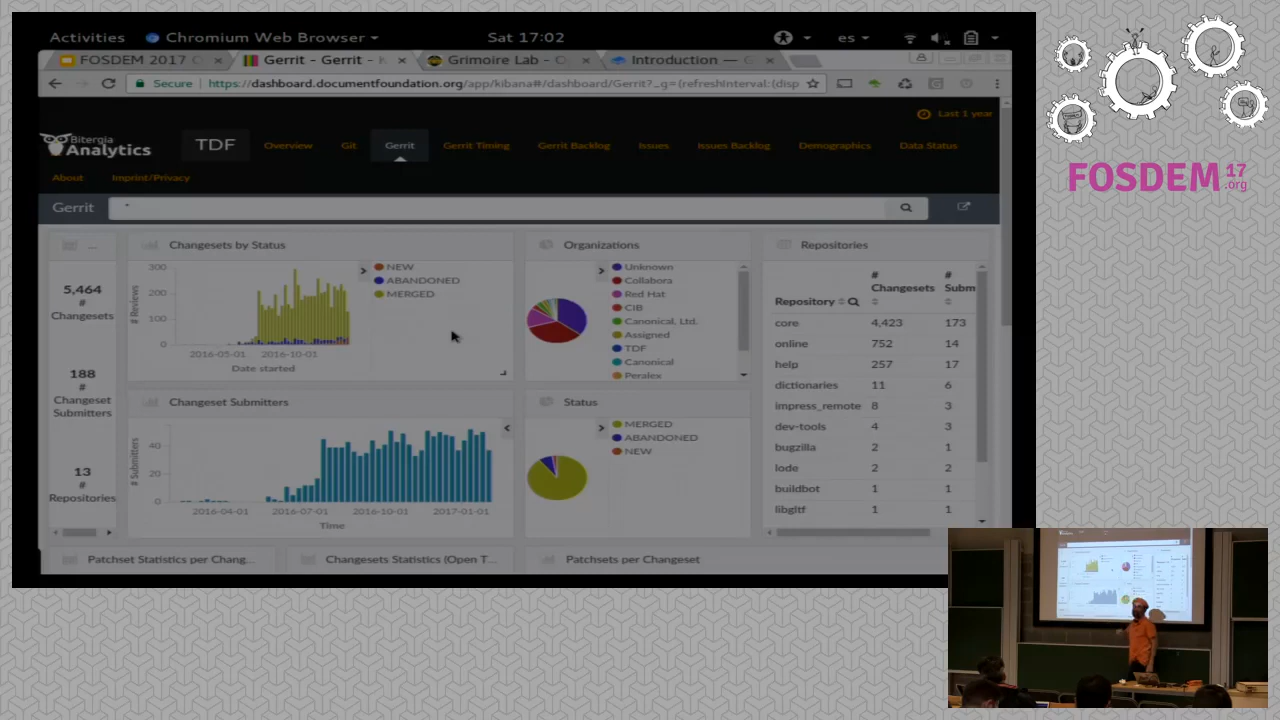 Activities Chromium Web Browser Sat 17:02 es
FOSDEM 2017 Gerrit - Gerrit - Grimoire Lab - Introduction —
Secure https://dashboard.documentfoundation.org/app/kibana#/dashboard/Gerrit?_g=(refreshInterval:(disp
Last 1 year
Bitergia
Analytics
TDF Overview Git Gerrit Gerrit Timing Gerrit Backlog Issues Issues Backlog Demographics Data Status
About Imprint/Privacy
Gerrit *
...
5,464
#
Changesets
188
#
Changeset
Submitters
13
#
Repositories
Changesets by Status
# Reviews
300
200
100
0
2016-05-01 2016-10-01
Date started
NEW
ABANDONED
MERGED
Organizations
Unknown
Collabora
Red Hat
CIB
Canonical, Ltd.
Assigned
TDF
Canonical
Peralex
Repositories
Repository # Changesets # Subm
core 4,423 173
online 752 14
help 257 17
dictionaries 11 6
impress_remote 8 3
dev-tools 4 3
bugzilla 2 1
lode 2 2
buildbot 1 1
libgltf 1 1
Changeset Submitters
# Submitters
40
20
0
2016-04-01 2016-07-01 2016-10-01 2017-01-01
Time
Status
MERGED
ABANDONED
NEW
Patchset Statistics per Chang... Changesets Statistics (Open T... Patchsets per Changeset
FOSDEM 17
.org